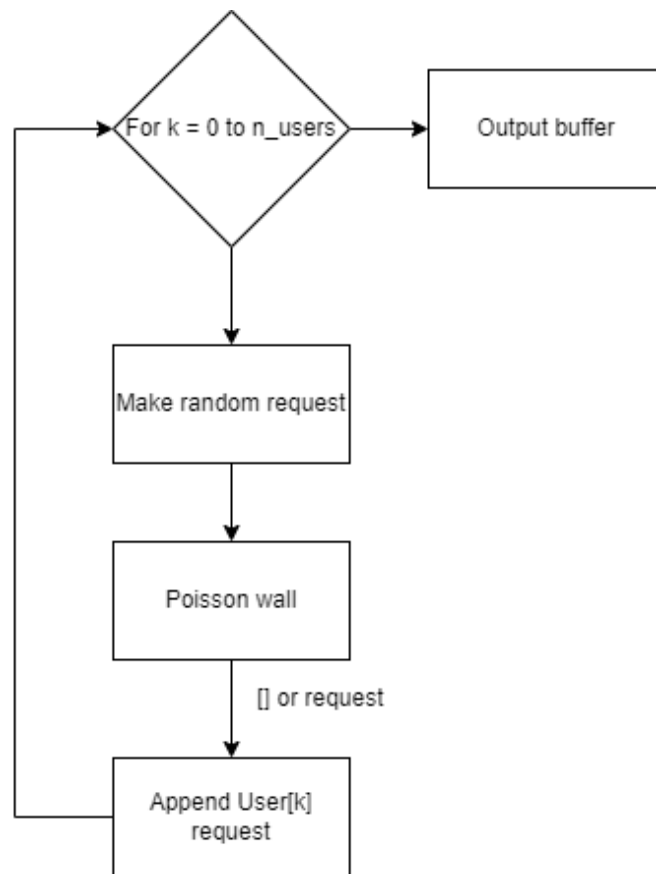 For k = 0 to n_users
Output buffer
Make random request
Poisson wall
[] or request
Append User[k]
request